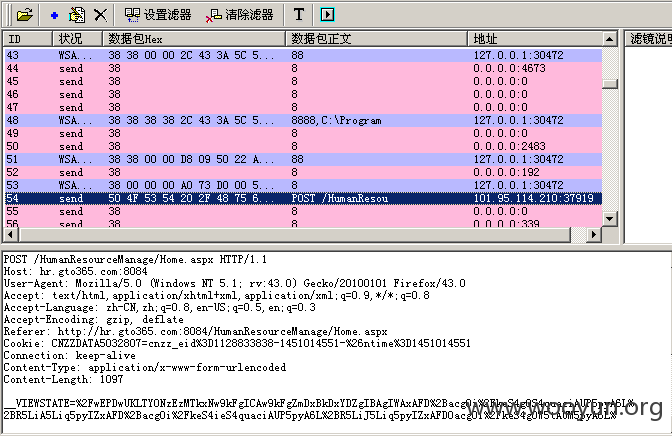 设置滤器 清除滤器 T
ID 状况 数据包Hex 数据包正文 地址 滤镜说明
43 WSA... 38 38 00 00 2C 43 3A 5C 5... 88 127.0.0.1:30472
44 send 38 8 0.0.0.0:4673
45 send 38 8 0.0.0.0:0
46 send 38 8 0.0.0.0:0
47 send 38 8 0.0.0.0:0
48 WSA... 38 38 38 38 2C 43 3A 5C 5... 8888,C:\Program 127.0.0.1:30472
49 send 38 8 0.0.0.0:0
50 send 38 8 0.0.0.0:2483
51 WSA... 38 38 00 00 D8 09 50 22 A... 88 127.0.0.1:30472
52 send 38 8 0.0.0.0:192
53 WSA... 38 00 00 00 A0 73 D0 00 5... 8 127.0.0.1:30472
54 send 50 4F 53 54 20 2F 48 75 6... POST /HumanResou 101.95.114.210:37919
55 send 38 8 0.0.0.0:0
56 send 38 8 0.0.0.0:339
POST /HumanResourceManage/Home.aspx HTTP/1.1
Host: hr.gto365.com:8084
User-Agent: Mozilla/5.0 (Windows NT 5.1; rv:43.0) Gecko/20100101 Firefox/43.0
Accept: text/html,application/xhtml+xml,application/xml;q=0.9,*/*;q=0.8
Accept-Language: zh-CN,zh;q=0.8,en-US;q=0.5,en;q=0.3
Accept-Encoding: gzip, deflate
Referer: http://hr.gto365.com:8084/HumanResourceManage/Home.aspx
Cookie: CNZZDATA5032807=cnzz_eid%3D1128833838-1451014551-%26ntime%3D1451014551
Connection: keep-alive
Content-Type: application/x-www-form-urlencoded
Content-Length: 1097
www.wooyun.org